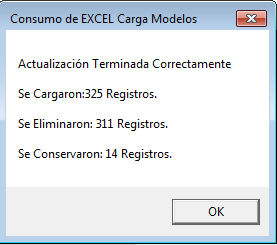 Consumo de EXCEL Carga Modelos
Actualización Terminada Correctamente
Se Cargaron:325 Registros.
Se Eliminaron: 311 Registros.
Se Conservaron: 14 Registros.
OK